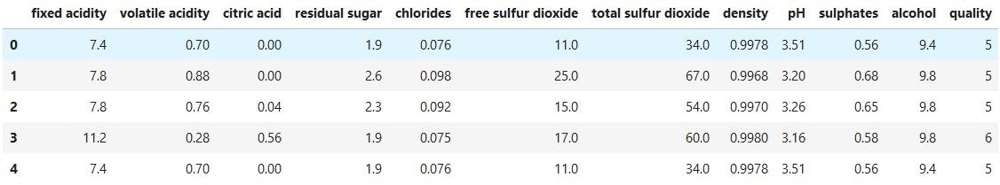 fixed acidity volatile acidity citric acid residual sugar chlorides free sulfur dioxide total sulfur dioxide density pH sulphates alcohol quality
0 7.4 0.70 0.00 1.9 0.076 11.0 34.0 0.9978 3.51 0.56 9.4 5
1 7.8 0.88 0.00 2.6 0.098 25.0 67.0 0.9968 3.20 0.68 9.8 5
2 7.8 0.76 0.04 2.3 0.092 15.0 54.0 0.9970 3.26 0.65 9.8 5
3 11.2 0.28 0.56 1.9 0.075 17.0 60.0 0.9980 3.16 0.58 9.8 6
4 7.4 0.70 0.00 1.9 0.076 11.0 34.0 0.9978 3.51 0.56 9.4 5